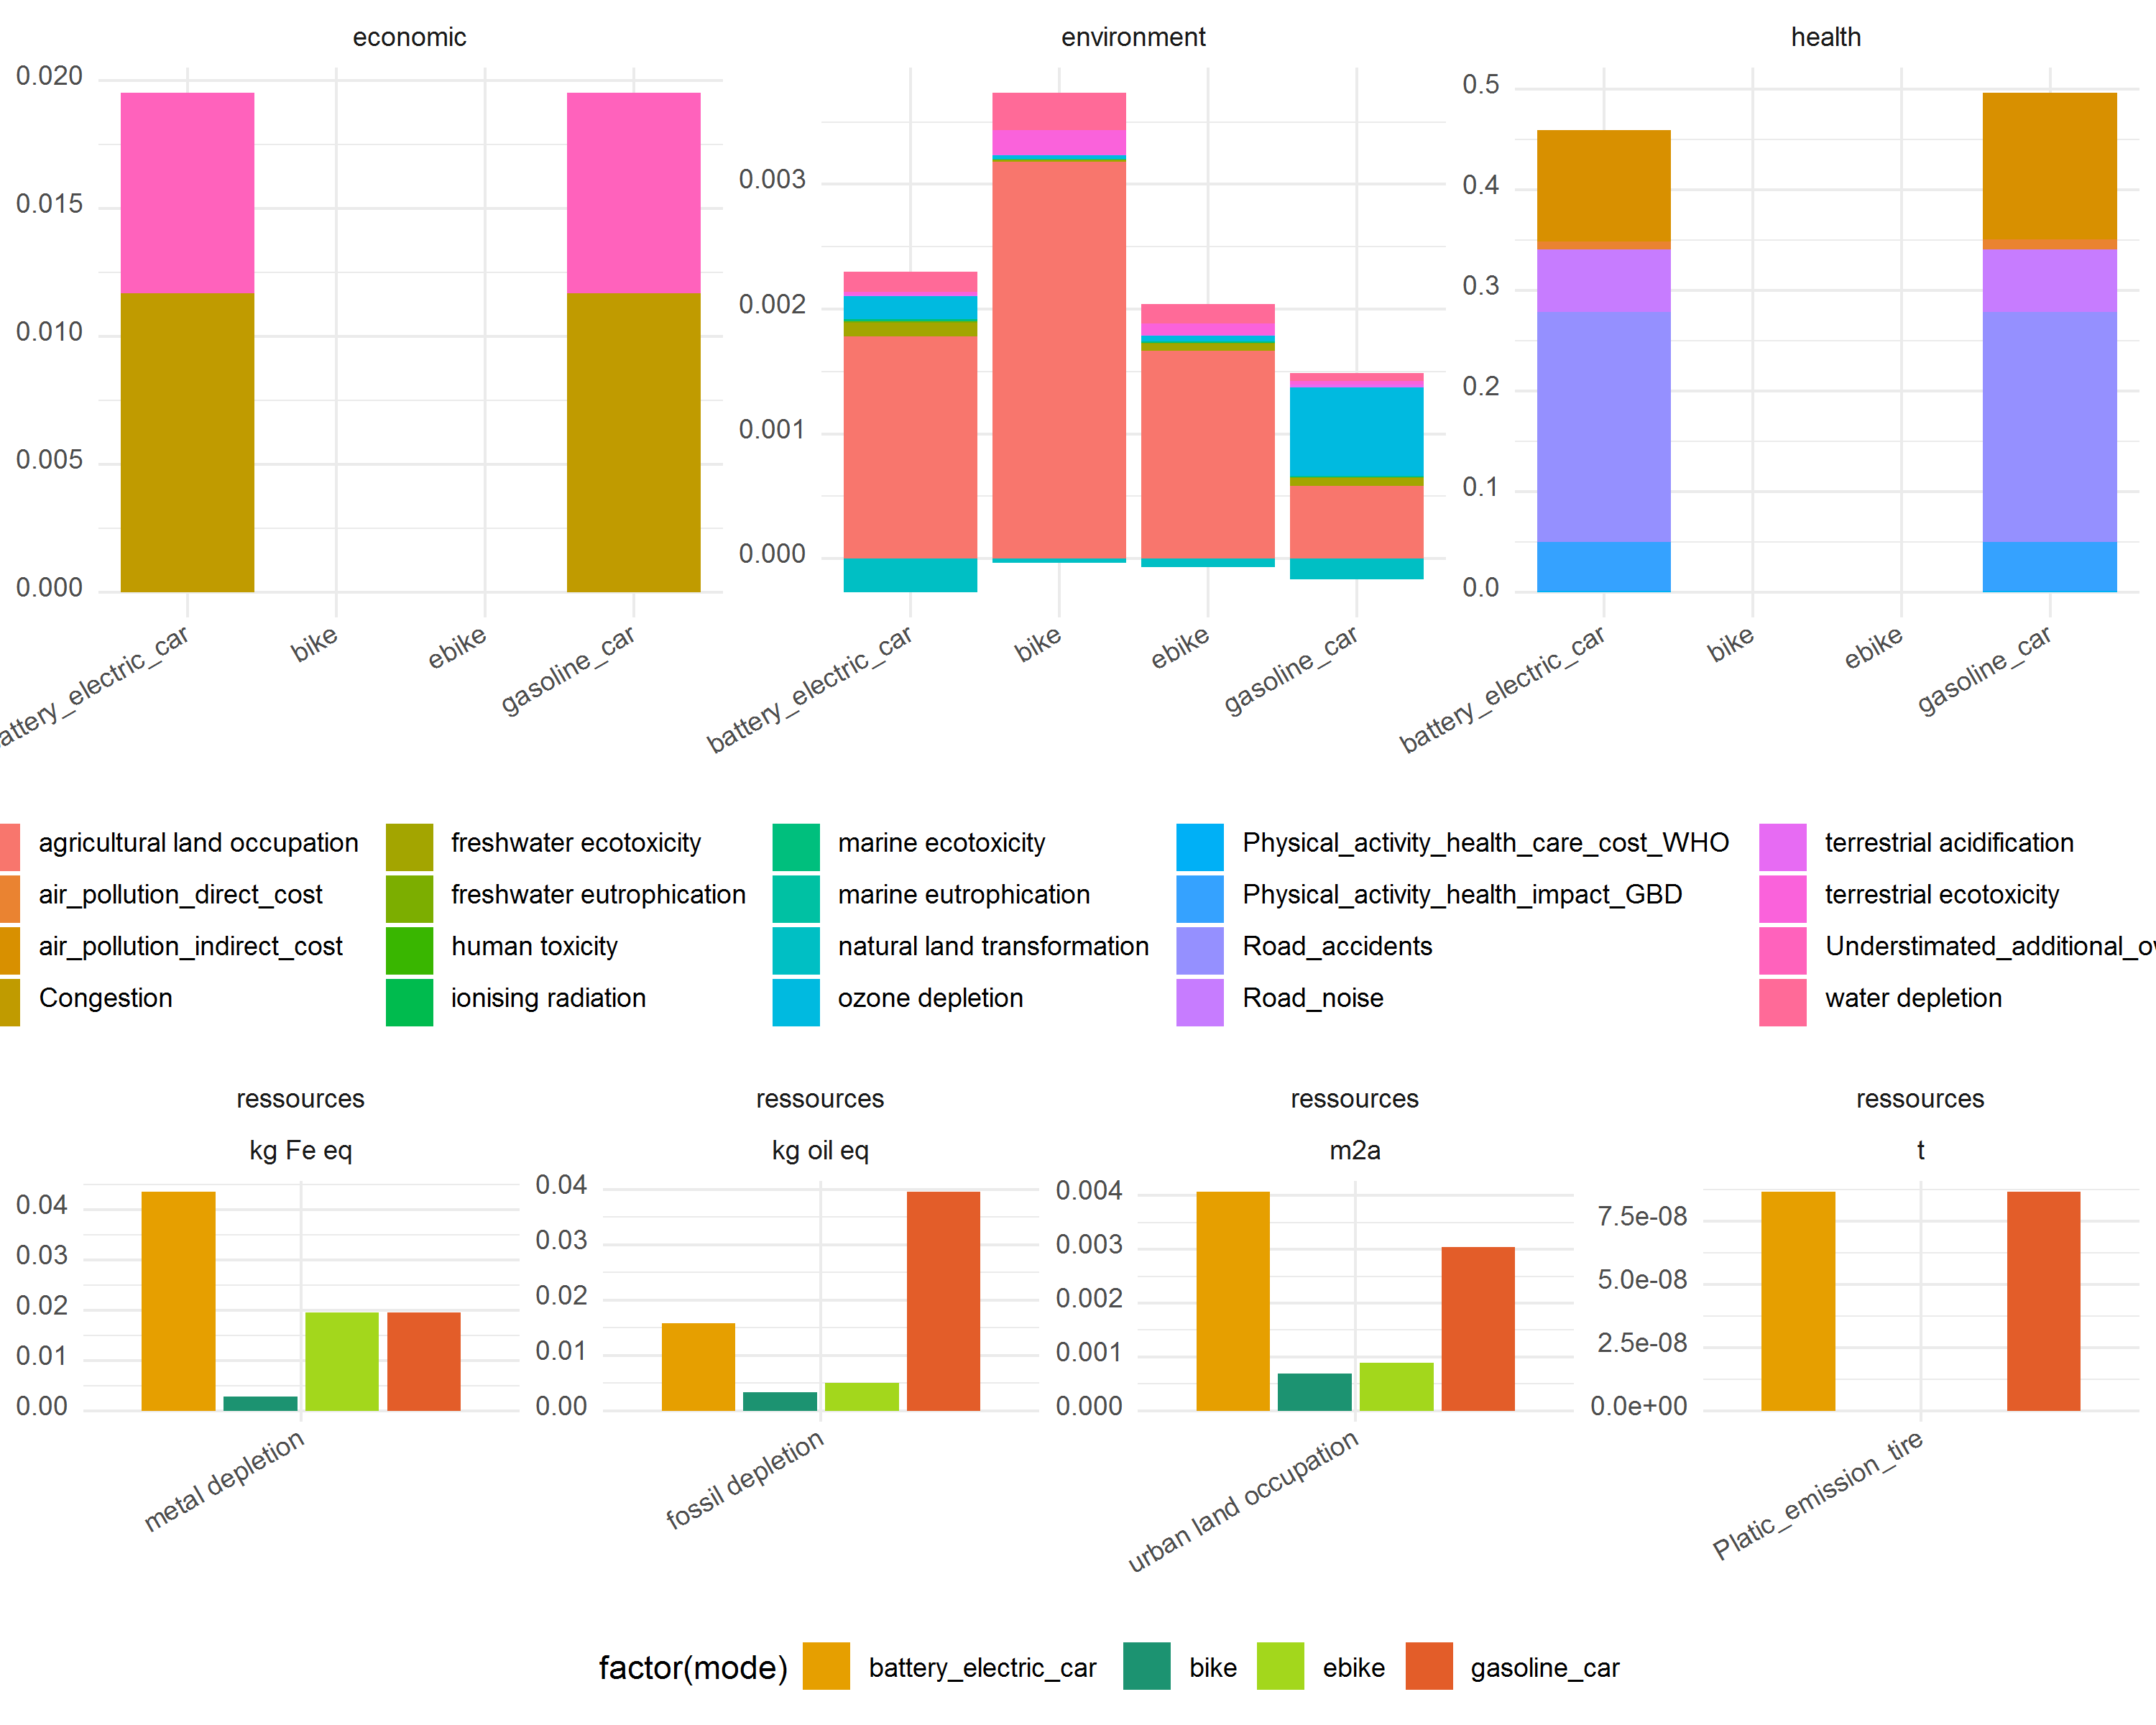 economic environment health
0.020
0.015
0.010
0.005
0.000
0.003
0.002
0.001
0.000
0.5
0.4
0.3
0.2
0.1
0.0
attery_electric_car bike ebike gasoline_car
battery_electric_car bike ebike gasoline_car
battery_electric_car bike ebike gasoline_car
agricultural land occupation freshwater ecotoxicity marine ecotoxicity Physical_activity_health_care_cost_WHO terrestrial acidification
air_pollution_direct_cost freshwater eutrophication marine eutrophication Physical_activity_health_impact_GBD terrestrial ecotoxicity
air_pollution_indirect_cost human toxicity natural land transformation Road_accidents Understimated_additional_ow
Congestion ionising radiation ozone depletion Road_noise water depletion
ressources ressources ressources ressources
kg Fe eq kg oil eq m2a t
0.04
0.03
0.02
0.01
0.00
0.04
0.03
0.02
0.01
0.00
0.004
0.003
0.002
0.001
0.000
7.5e-08
5.0e-08
2.5e-08
0.0e+00
metal depletion
fossil depletion
urban land occupation
Platic_emission_tire
factor(mode) battery_electric_car bike ebike gasoline_car